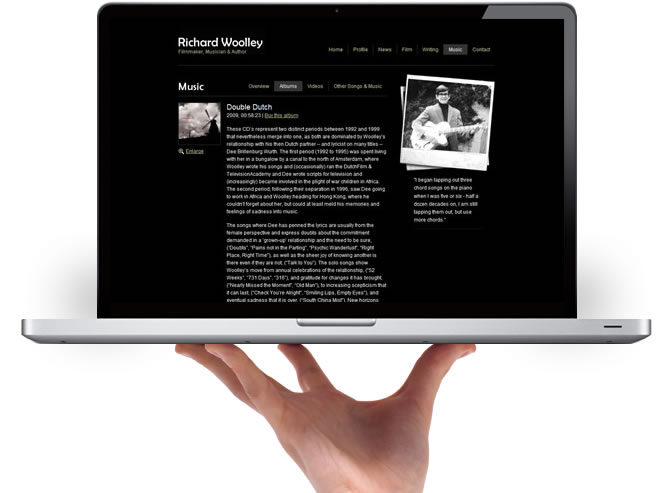 Richard Woolley
Filmmaker, Musician & Author
Home Profile News Film Writing Music Contact
Music
Overview Albums Videos Other Songs & Music
Double Dutch
2009, 00:58:23 | Buy this album
Enlarge
These CD's represent two distinct periods between 1992 and 1999
that nevertheless merge into one, as both are dominated by Woolley's
relationship with his then Dutch partner – and lyricist on many titles –
Dee Brillenburg Wurth. The first period (1992 to 1995) was spent living
with her in a bungalow by a canal to the north of Amsterdam, where
Woolley wrote his songs and (occasionally) ran the DutchFilm &
TelevisionAcademy and Dee wrote scripts for television and
(increasingly) became involved in the plight of war children in Africa.
The second period, following their separation in 1996, saw Dee going
to work in Africa and Woolley heading for Hong Kong, where he
couldn't forget about her, but could at least meld his memories and
feelings of sadness into music.
The songs where Dee has penned the lyrics are usually from the
female perspective and express doubts about the commitment
demanded in a 'grown-up' relationship and the need to be sure,
("Doubts", "Pains not in the Parting", "Psychic Wanderlust", "Right
Place, Right Time"), as well as the sheer joy of knowing another is
there even if they are not, ("Talk to You"). The solo songs show
Woolley's move from annual celebrations of the relationship, ("52
Weeks", "731 Days", "316"), and gratitude for changes it has brought,
("Nearly Missed the Moment", "Old Man"), to increasing scepticism that
it can last, ("Check You're Alright", "Smiling Lips, Empty Eyes"), and
eventual sadness that it is over, ("South China Mist"). New horizons
"I began tapping out three
chord songs on the piano
when I was five or six - half a
dozen decades on, I am still
tapping them out, but use
more chords."